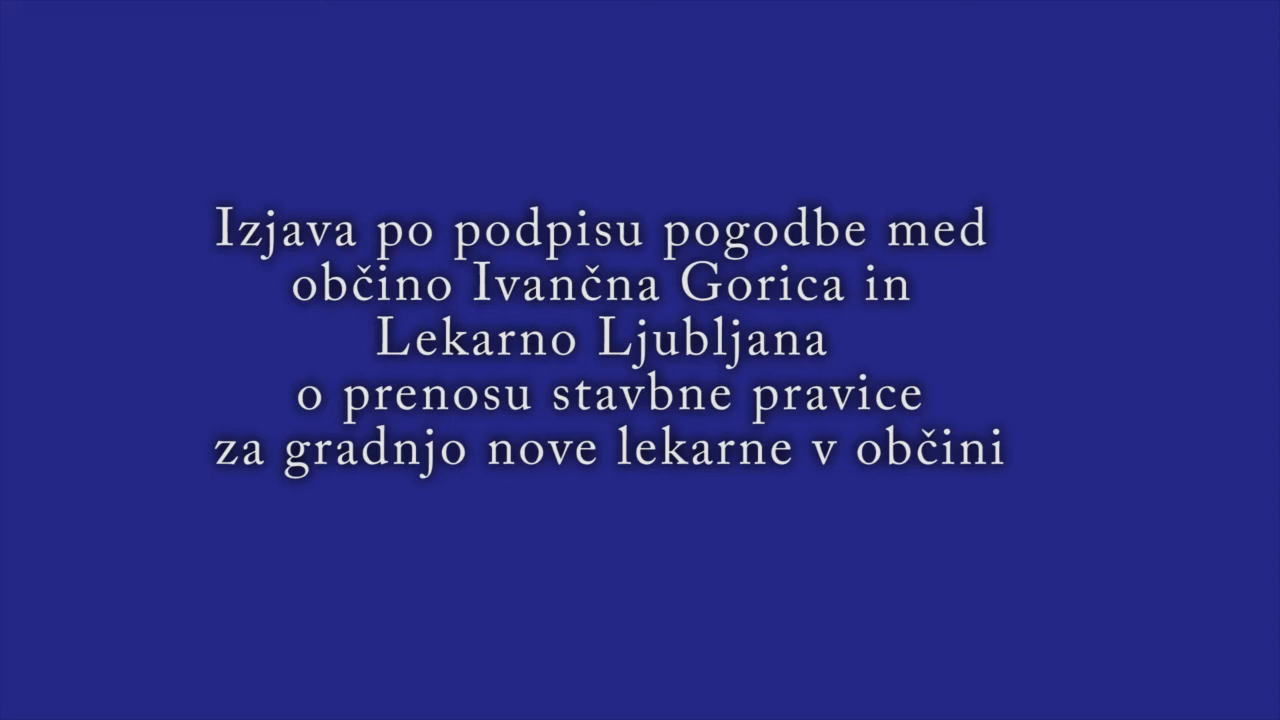 Izjava po podpisu pogodbe med
občino Ivančna Gorica in
Lekarno Ljubljana
o prenosu stavbne pravice
za gradnjo nove lekarne v občini